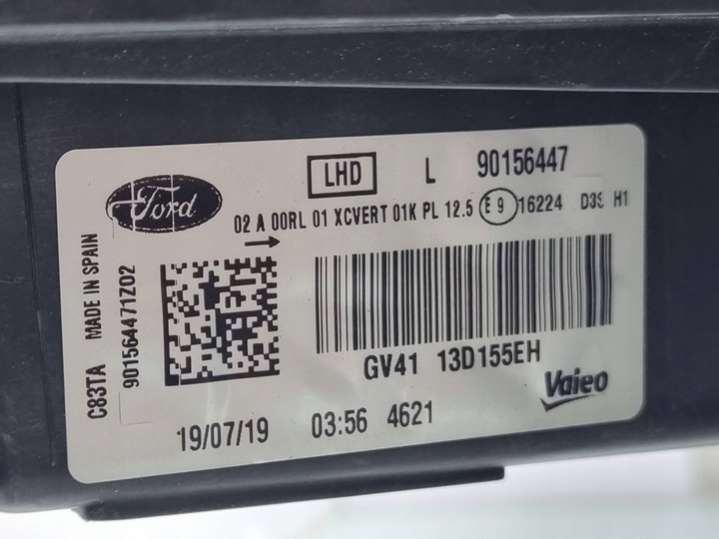 Ford
LHD L 90156447
02 A 00RL 01 XCVERT 01K PL 12.5 E 9 16224 D3S H1
C83TA MADE IN SPAIN
901564471Z02
GV41 13D155EH
19/07/19 03:56 4621
Valeo